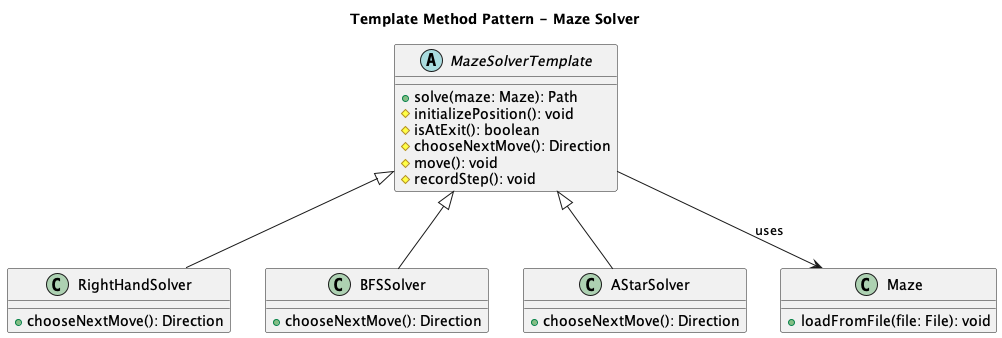 Template Method Pattern - Maze Solver
A MazeSolverTemplate
solve(maze: Maze): Path
initializePosition(): void
isAtExit(): boolean
chooseNextMove(): Direction
move(): void
recordStep(): void
uses
C RightHandSolver
chooseNextMove(): Direction
C BFSSolver
chooseNextMove(): Direction
C AStarSolver
chooseNextMove(): Direction
C Maze
loadFromFile(file: File): void